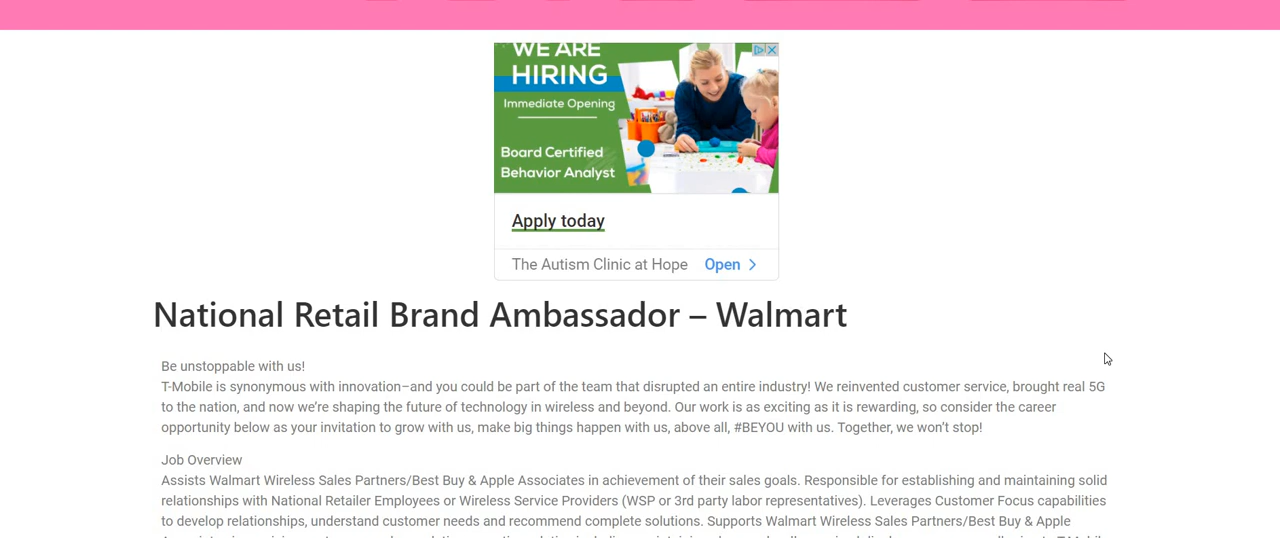 WE ARE
HIRING
Immediate Opening
Board Certified
Behavior Analyst
Apply today
The Autism Clinic at Hope Open
National Retail Brand Ambassador – Walmart
Be unstoppable with us!
T-Mobile is synonymous with innovation–and you could be part of the team that disrupted an entire industry! We reinvented customer service, brought real 5G
to the nation, and now we’re shaping the future of technology in wireless and beyond. Our work is as exciting as it is rewarding, so consider the career
opportunity below as your invitation to grow with us, make big things happen with us, above all, #BEYOU with us. Together, we won’t stop!
Job Overview
Assists Walmart Wireless Sales Partners/Best Buy & Apple Associates in achievement of their sales goals. Responsible for establishing and maintaining solid
relationships with National Retailer Employees or Wireless Service Providers (WSP or 3rd party labor representatives). Leverages Customer Focus capabilities
to develop relationships, understand customer needs and recommend complete solutions. Supports Walmart Wireless Sales Partners/Best Buy & Apple